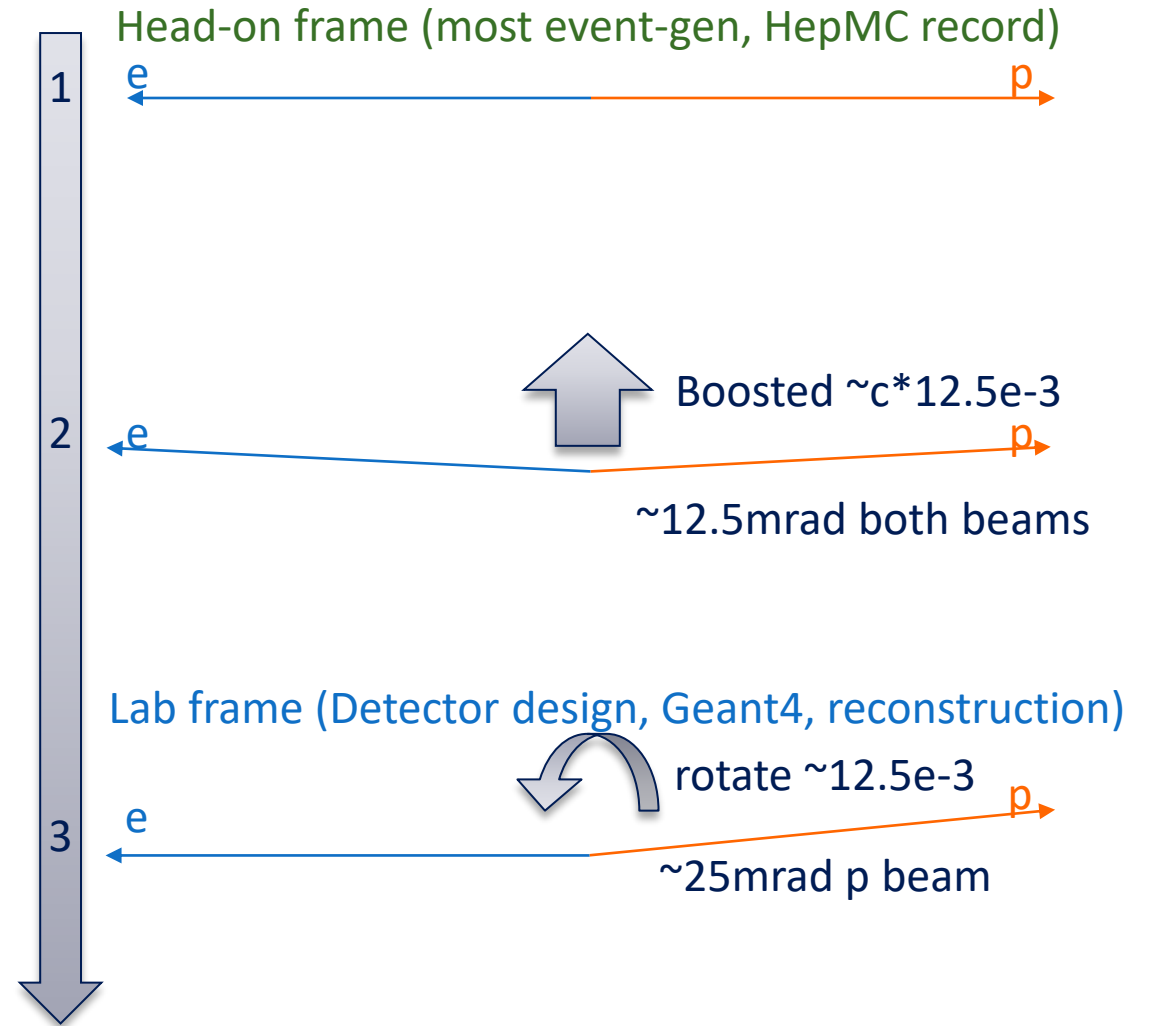 Head-on frame (most event-gen, HepMC record)
1
e
p
Boosted ~c*12.5e-3
2
e
p
~12.5mrad both beams
Lab frame (Detector design, Geant4, reconstruction)
rotate ~12.5e-3
3
e
p
~25mrad p beam